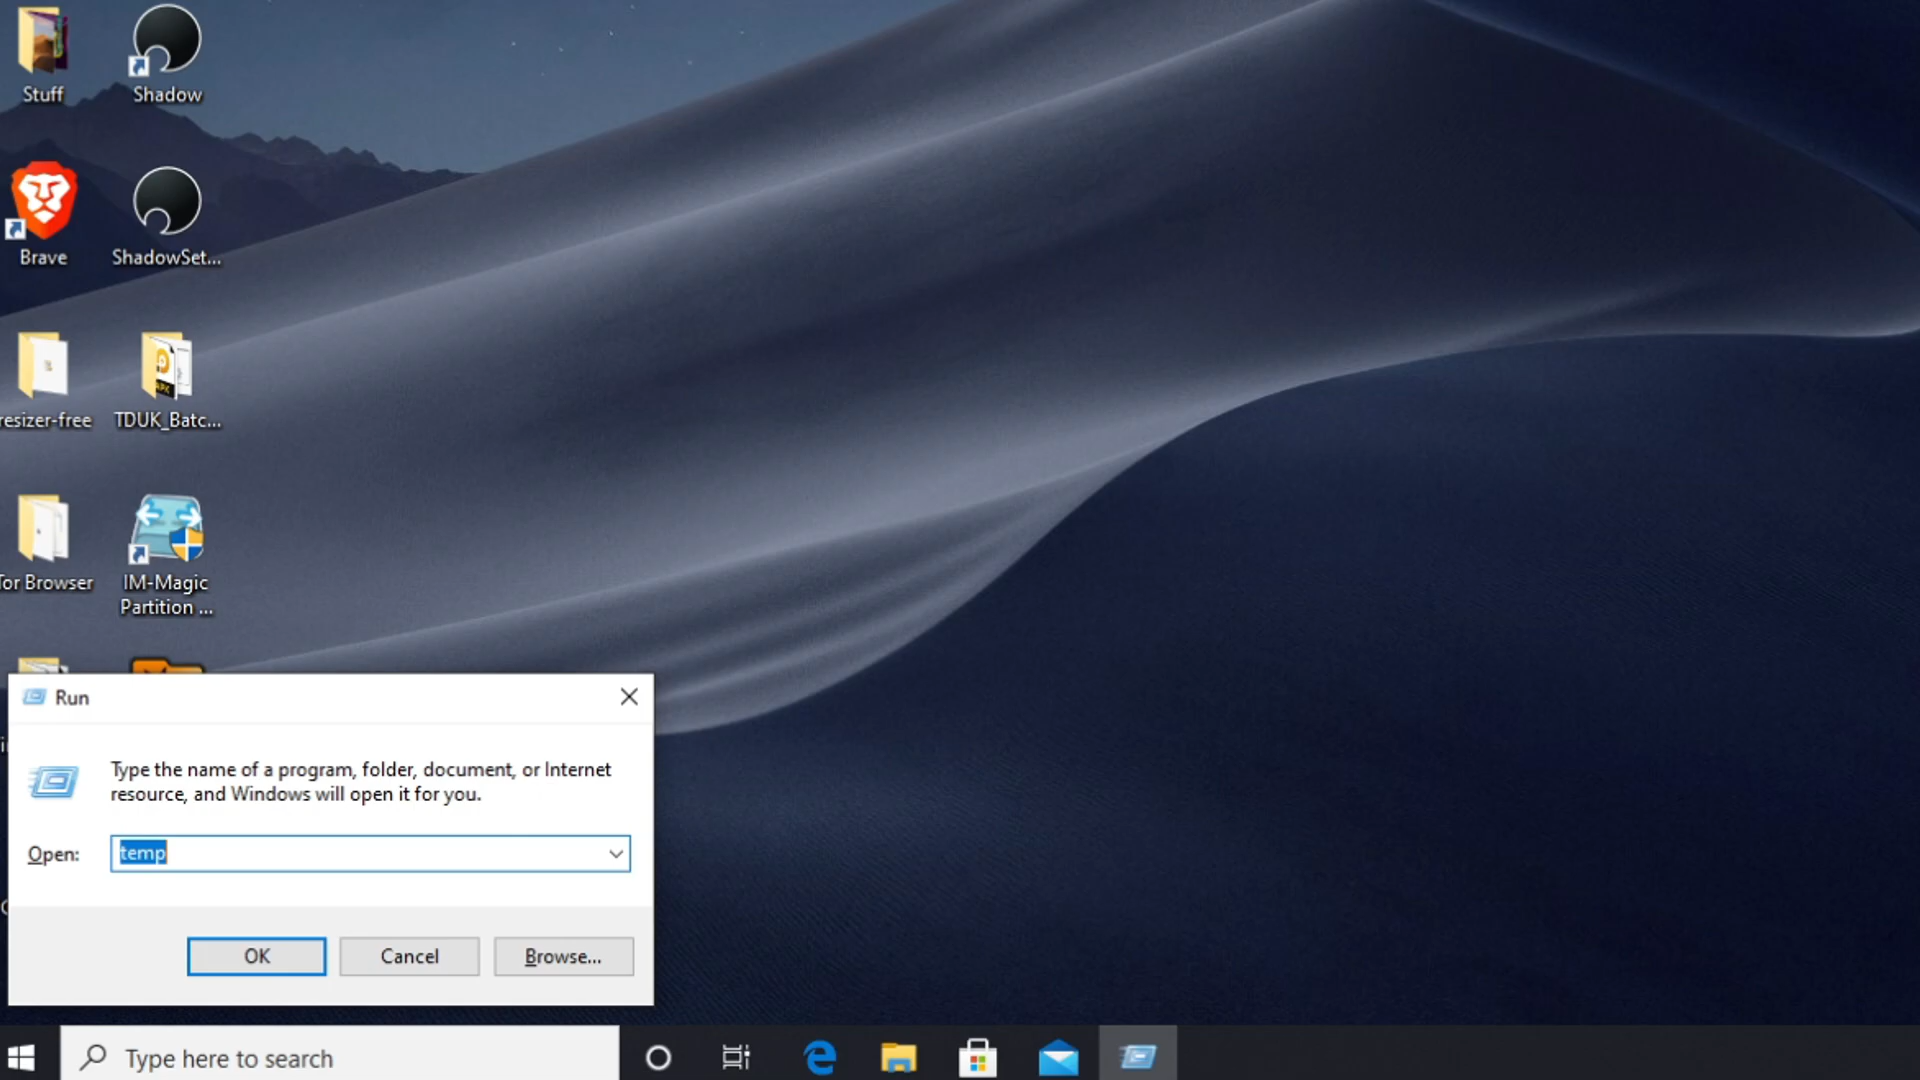 Stuff
Shadow
Brave
ShadowSet...
resizer-free
TDUK_Batc...
Tor Browser
IM-Magic
Partition ...
Run
Type the name of a program, folder, document, or Internet
resource, and Windows will open it for you.
Open:
temp
OK
Cancel
Browse...
Type here to search